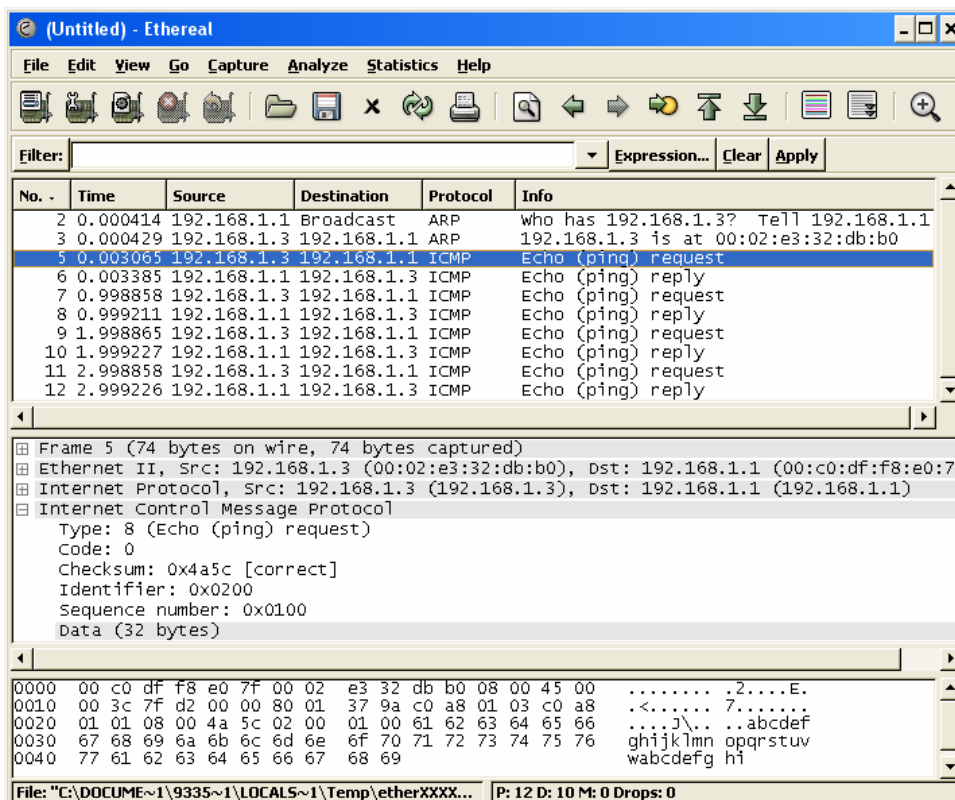 (Untitled) - Ethereal
File Edit View Go Capture Analyze Statistics Help
Filter: Expression... Clear Apply
No. - Time Source Destination Protocol Info
2 0.000414 192.168.1.1 Broadcast ARP who has 192.168.1.3? Tell 192.168.1.1
3 0.000429 192.168.1.3 192.168.1.1 ARP 192.168.1.3 is at 00:02:e3:32:db:b0
5 0.003065 192.168.1.3 192.168.1.1 ICMP Echo (ping) request
6 0.003385 192.168.1.1 192.168.1.3 ICMP Echo (ping) reply
7 0.998858 192.168.1.3 192.168.1.1 ICMP Echo (ping) request
8 0.999211 192.168.1.1 192.168.1.3 ICMP Echo (ping) reply
9 1.998865 192.168.1.3 192.168.1.1 ICMP Echo (ping) request
10 1.999227 192.168.1.1 192.168.1.3 ICMP Echo (ping) reply
11 2.998858 192.168.1.3 192.168.1.1 ICMP Echo (ping) request
12 2.999226 192.168.1.1 192.168.1.3 ICMP Echo (ping) reply
Frame 5 (74 bytes on wire, 74 bytes captured)
Ethernet II, Src: 192.168.1.3 (00:02:e3:32:db:b0), Dst: 192.168.1.1 (00:c0:df:f8:e0:7
Internet Protocol, Src: 192.168.1.3 (192.168.1.3), Dst: 192.168.1.1 (192.168.1.1)
Internet Control Message Protocol
Type: 8 (Echo (ping) request)
Code: 0
Checksum: 0x4a5c [correct]
Identifier: 0x0200
Sequence number: 0x0100
Data (32 bytes)
0000 00 c0 df f8 e0 7f 00 02 e3 32 db b0 08 00 45 00 ........ .2....E.
0010 00 3c 7f d2 00 00 80 01 37 9a c0 a8 01 03 c0 a8 .<...... 7.......
0020 01 01 08 00 4a 5c 02 00 01 00 61 62 63 64 65 66 ....J\.. ..abcdef
0030 67 68 69 6a 6b 6c 6d 6e 6f 70 71 72 73 74 75 76 ghijklmn opqrstuv
0040 77 61 62 63 64 65 66 67 68 69 wabcdefg hi
File: "C:\DOCUME~1\9335~1\LOCALS~1\Temp\etherXXXX... P: 12 D: 10 M: 0 Drops: 0